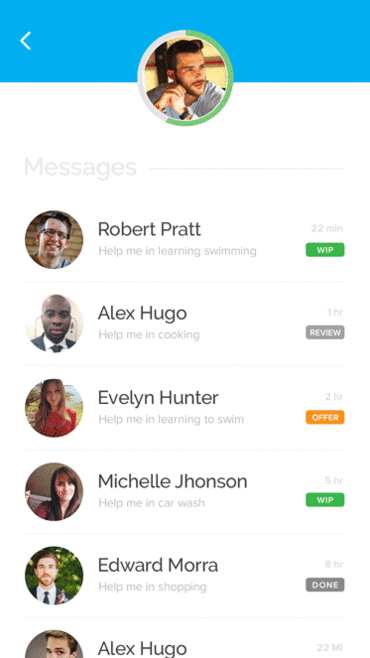 Messages
Robert Pratt
22 min
Help me in learning swimming
WIP
Alex Hugo
1 hr
Help me in cooking
REVIEW
Evelyn Hunter
2 hr
Help me in learning to swim
OFFER
Michelle Jhonson
5 hr
Help me in car wash
WIP
Edward Morra
8 hr
Help me in shopping
DONE
Alex Hugo
22 MI